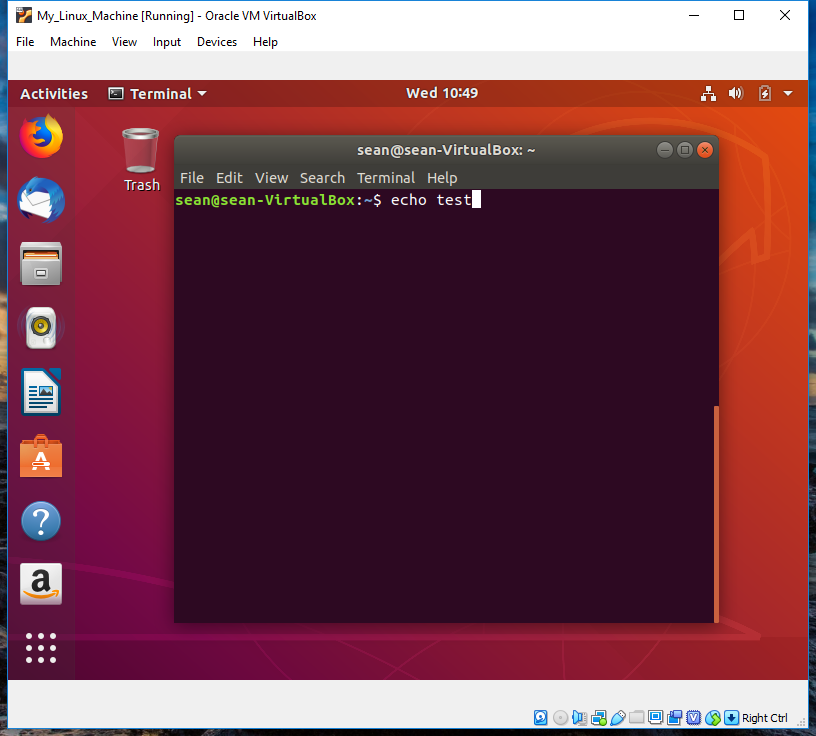 My_Linux_Machine [Running] - Oracle VM VirtualBox
File Machine View Input Devices Help
Activities Terminal Wed 10:49
Trash
sean@sean-VirtualBox: ~
File Edit View Search Terminal Help
sean@sean-VirtualBox:~$ echo test
Right Ctrl